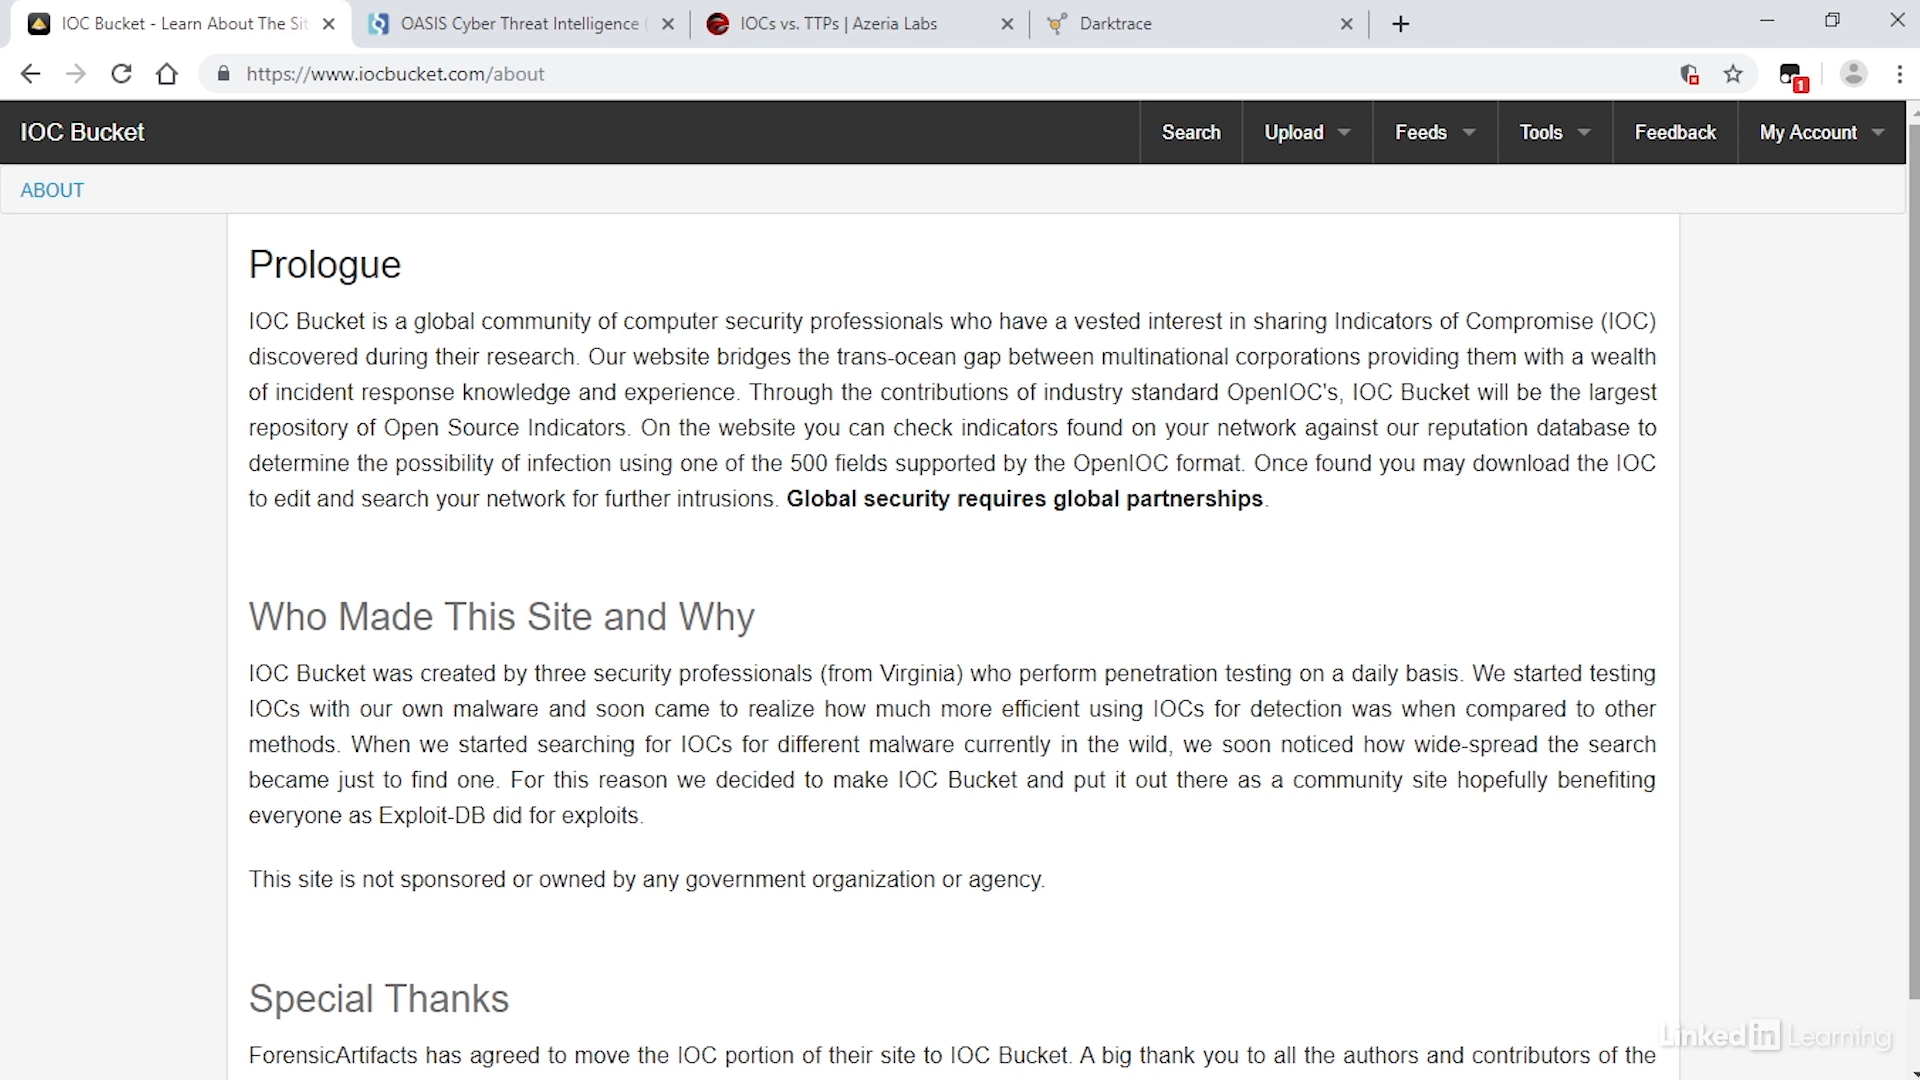 IOC Bucket - Learn About The Sit
OASIS Cyber Threat Intelligence (
IOCs vs. TTPs | Azeria Labs
Darktrace
https://www.iocbucket.com/about
1
IOC Bucket
Search
Upload
Feeds
Tools
Feedback
My Account
ABOUT
Prologue
IOC Bucket is a global community of computer security professionals who have a vested interest in sharing Indicators of Compromise (IOC)
discovered during their research. Our website bridges the trans-ocean gap between multinational corporations providing them with a wealth
of incident response knowledge and experience. Through the contributions of industry standard OpenIOC's, IOC Bucket will be the largest
repository of Open Source Indicators. On the website you can check indicators found on your network against our reputation database to
determine the possibility of infection using one of the 500 fields supported by the OpenIOC format. Once found you may download the IOC
to edit and search your network for further intrusions. Global security requires global partnerships.
Who Made This Site and Why
IOC Bucket was created by three security professionals (from Virginia) who perform penetration testing on a daily basis. We started testing
IOCs with our own malware and soon came to realize how much more efficient using IOCs for detection was when compared to other
methods. When we started searching for IOCs for different malware currently in the wild, we soon noticed how wide-spread the search
became just to find one. For this reason we decided to make IOC Bucket and put it out there as a community site hopefully benefiting
everyone as Exploit-DB did for exploits.
This site is not sponsored or owned by any government organization or agency.
Special Thanks
ForensicArtifacts has agreed to move the IOC portion of their site to IOC Bucket. A big thank you to all the authors and contributors of the
Linked in Learning